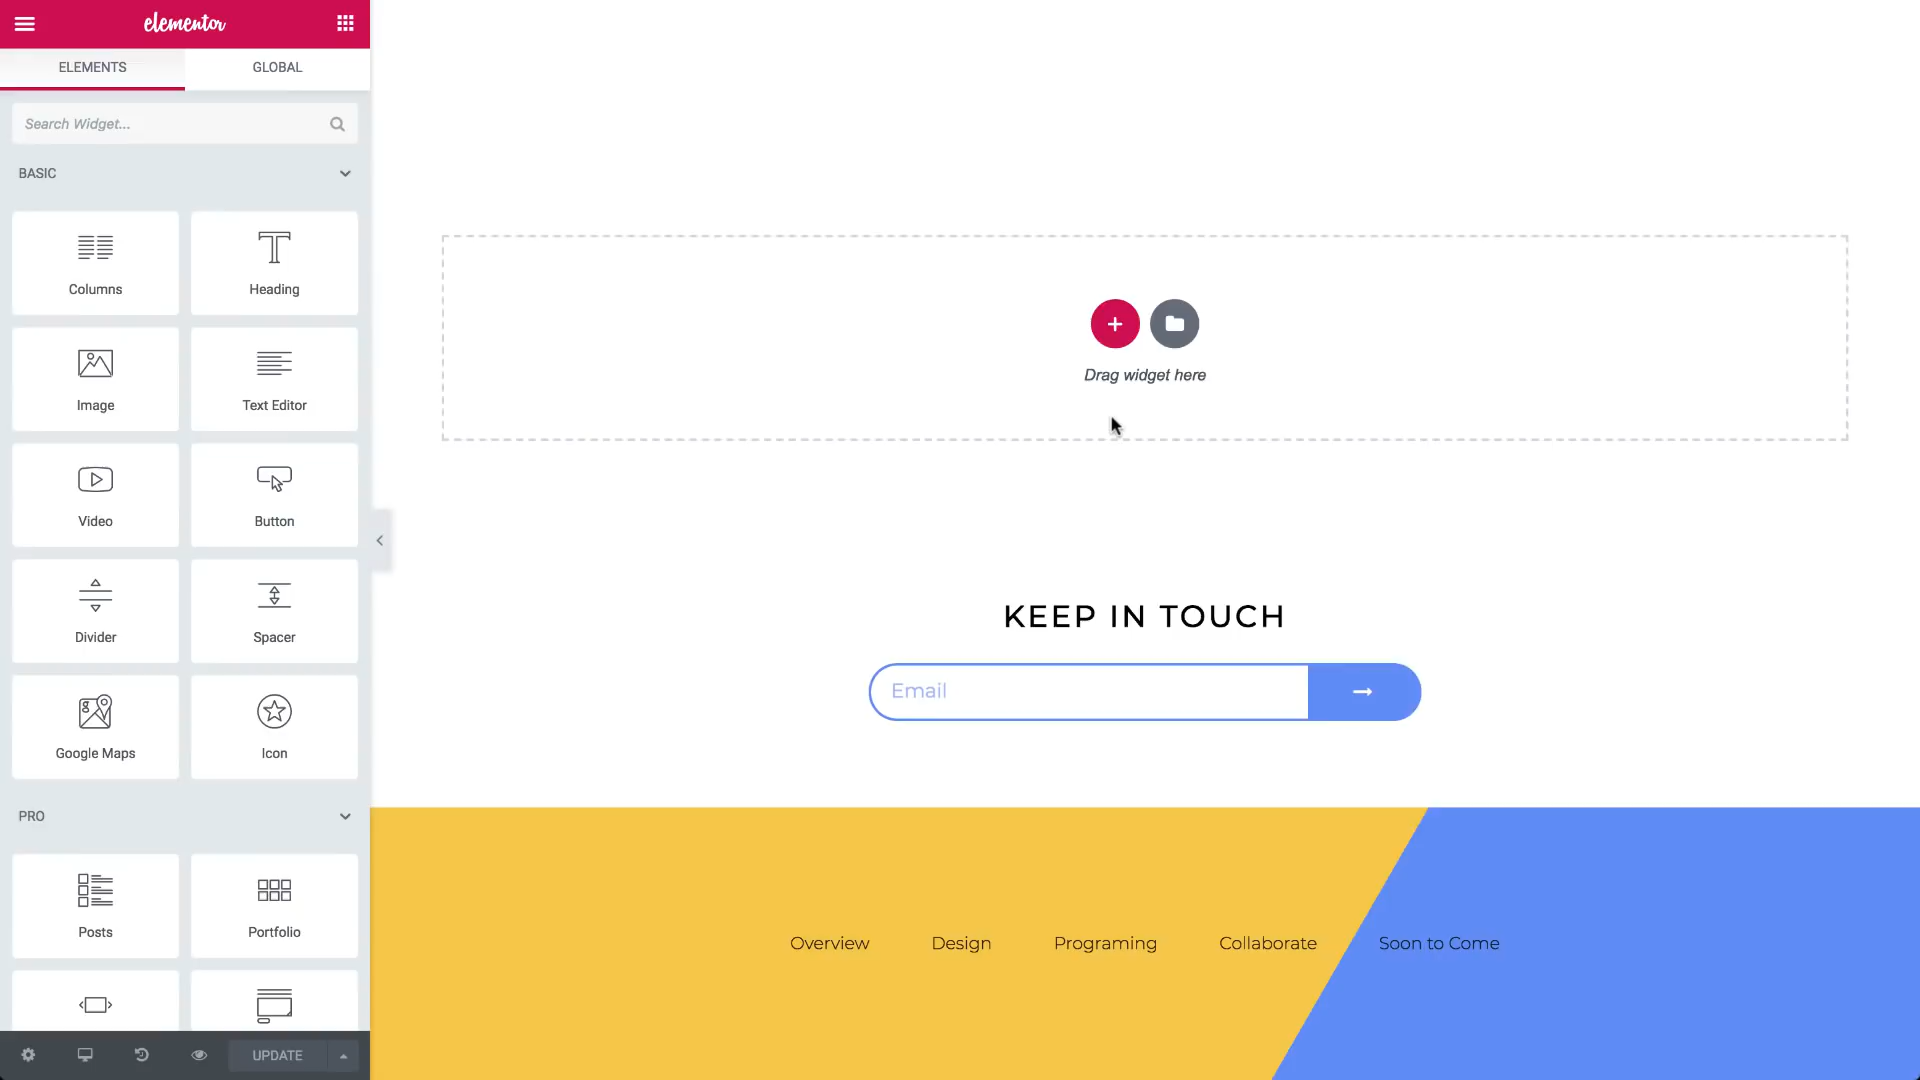 elementor
ELEMENTS
GLOBAL
Search Widget...
BASIC
Columns
Heading
Image
Text Editor
Video
Button
Divider
Spacer
Google Maps
Icon
PRO
Posts
Portfolio
UPDATE
Drag widget here
KEEP IN TOUCH
Email
Overview
Design
Programing
Collaborate
Soon to Come